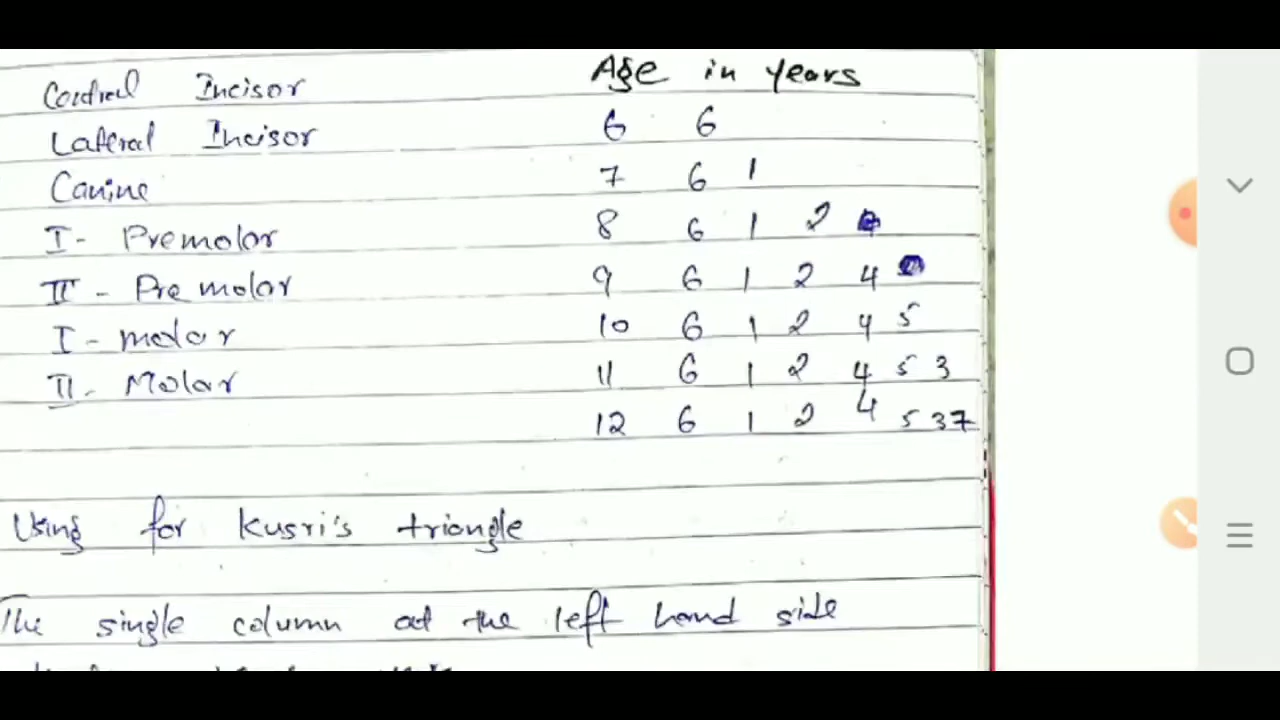 Central Incisor Age in years
Lateral Incisor 6 6
Canine 7 6 1
I - Premolar 8 6 1 2
II - Premolar 9 6 1 2 4
I - molar 10 6 1 2 4 5
II - Molar 11 6 1 2 4 5 3
12 6 1 2 4 5 3 7
Using for Kusri's triangle
The single column at the left hand side